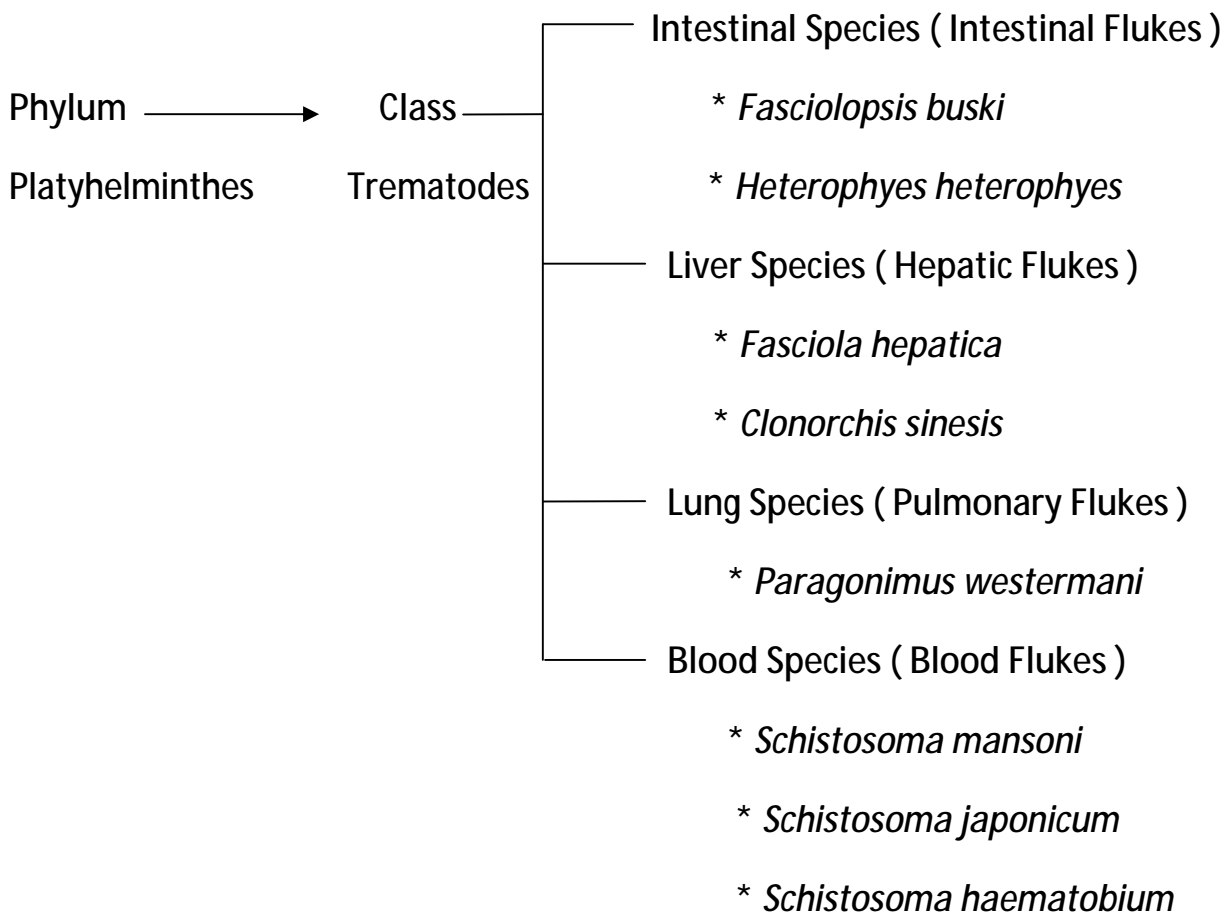 Intestinal Species ( Intestinal Flukes )
Phylum Class * Fasciolopsis buski
Platyhelminthes Trematodes * Heterophyes heterophyes
Liver Species ( Hepatic Flukes )
* Fasciola hepatica
* Clonorchis sinesis
Lung Species ( Pulmonary Flukes )
* Paragonimus westermani
Blood Species ( Blood Flukes )
* Schistosoma mansoni
* Schistosoma japonicum
* Schistosoma haematobium